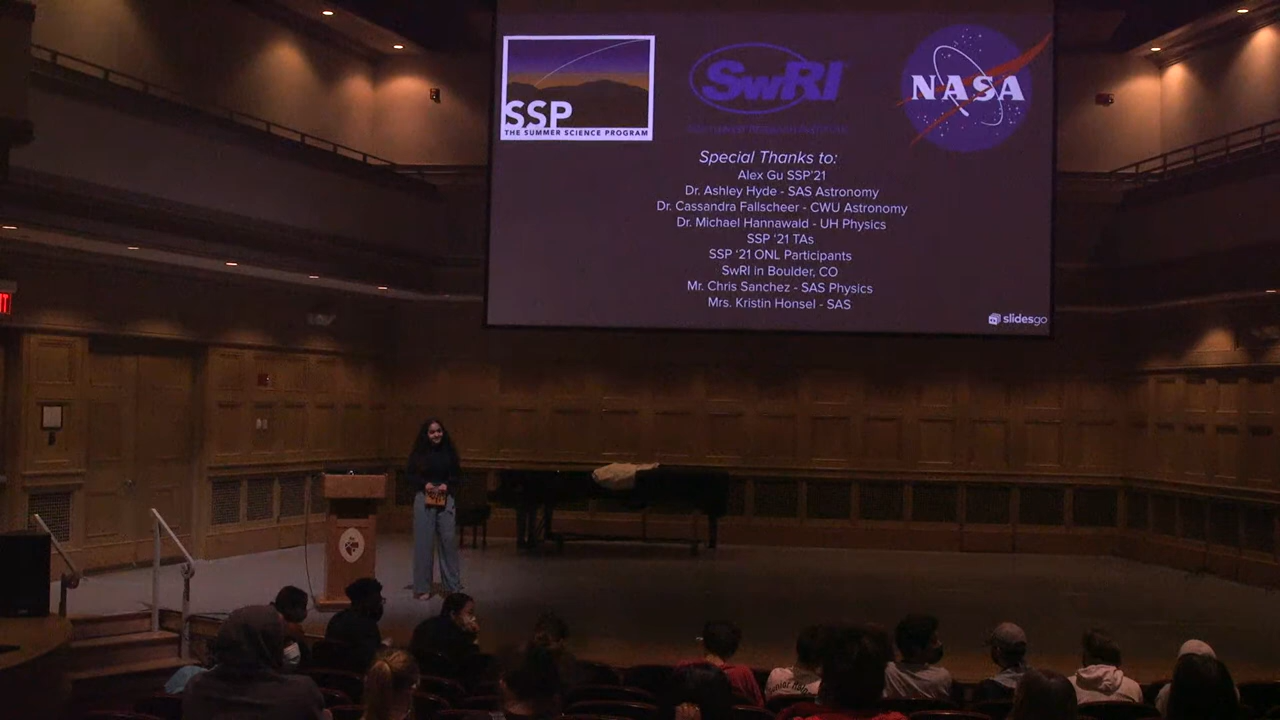 SSP
THE SUMMER SCIENCE PROGRAM
SwRI
NASA
Special Thanks to:
Alex Gu SSP'21
Dr. Ashley Hyde - SAS Astronomy
Dr. Cassandra Fallscheer - CWU Astronomy
Dr. Michael Hannawald - UH Physics
SSP ‘21 TAs
SSP ‘21 ONL Participants
SwRI in Boulder, CO
Mr. Chris Sanchez - SAS Physics
Mrs. Kristin Honsel - SAS
slidesgo